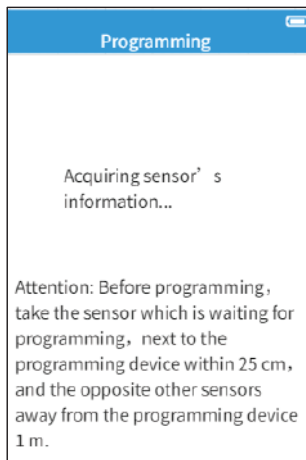 Programming
Acquiring sensor’ s
information...
Attention: Before programming，
take the sensor which is waiting for
programming，next to the
programming device within 25 cm，
and the opposite other sensors
away from the programming device
1 m.